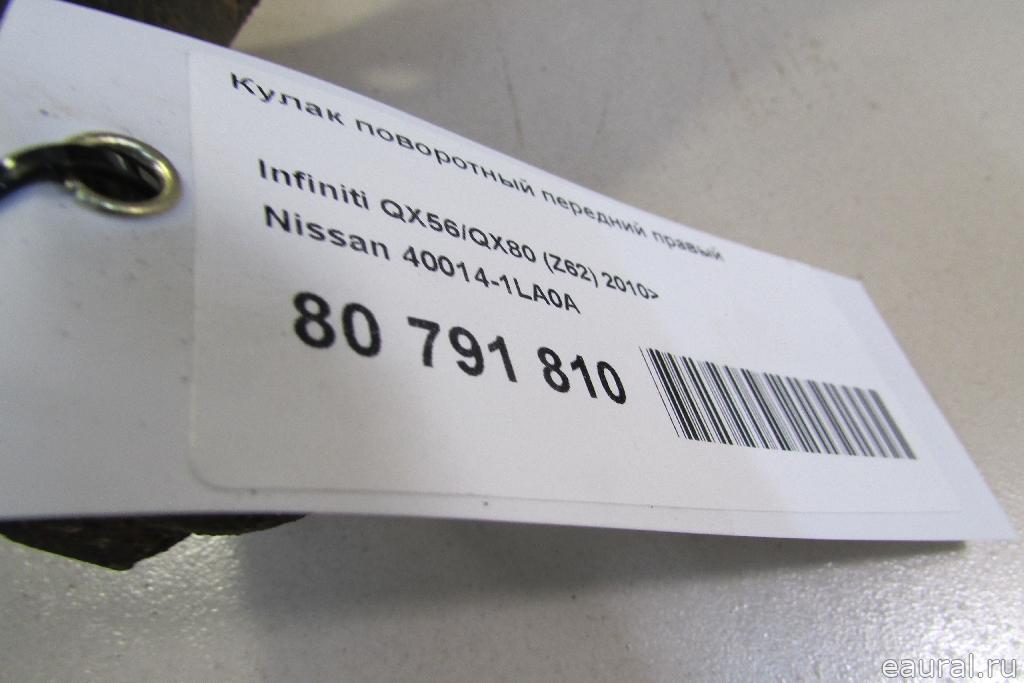 Кулак поворотный передний правый
Infiniti QX56/QX80 (Z62) 2010>
Nissan 40014-1LA0A
80 791 810
eaural.ru